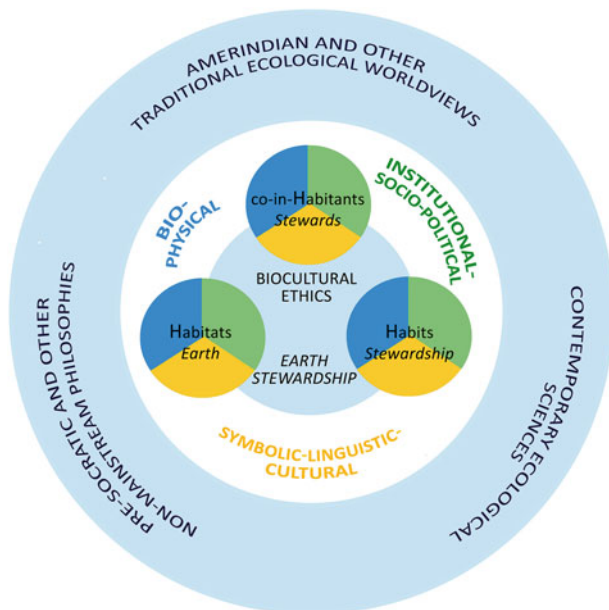 AMERINDIAN AND OTHER
TRADITIONAL ECOLOGICAL WORLDVIEWS
BIO-
PHYSICAL
INSTITUTIONAL-
SOCIO-POLITICAL
co-in-Habitants
Stewards
BIOCULTURAL
ETHICS
Habitats
Earth
Habits
Stewardship
EARTH
STEWARDSHIP
SYMBOLIC-LINGUISTIC-
CULTURAL
PRE-SOCRATIC AND OTHER
NON-MAINSTREAM PHILOSOPHIES
CONTEMPORARY ECOLOGICAL
SCIENCES